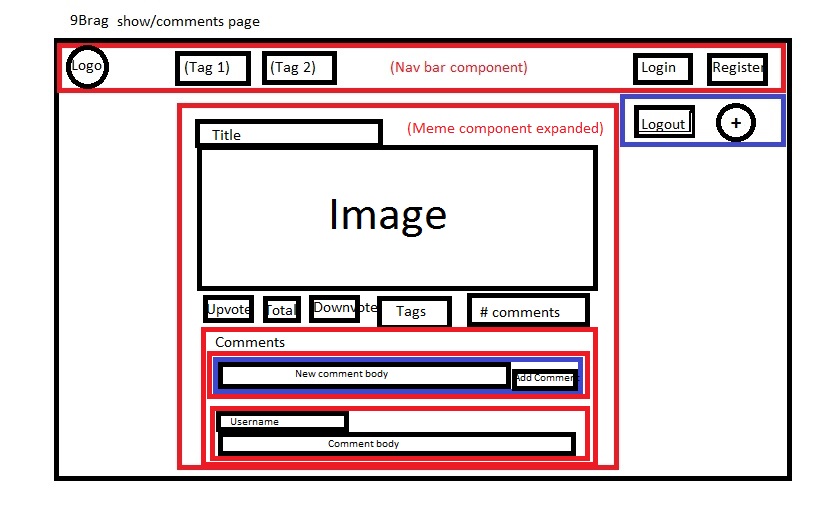 9Brag show/comments page
Logo (Tag 1) (Tag 2) (Nav bar component) Login Register
Logout +
(Meme component expanded)
Title
Image
Upvote Total Downvote Tags # comments
Comments
New comment body Add Comment
Username
Comment body